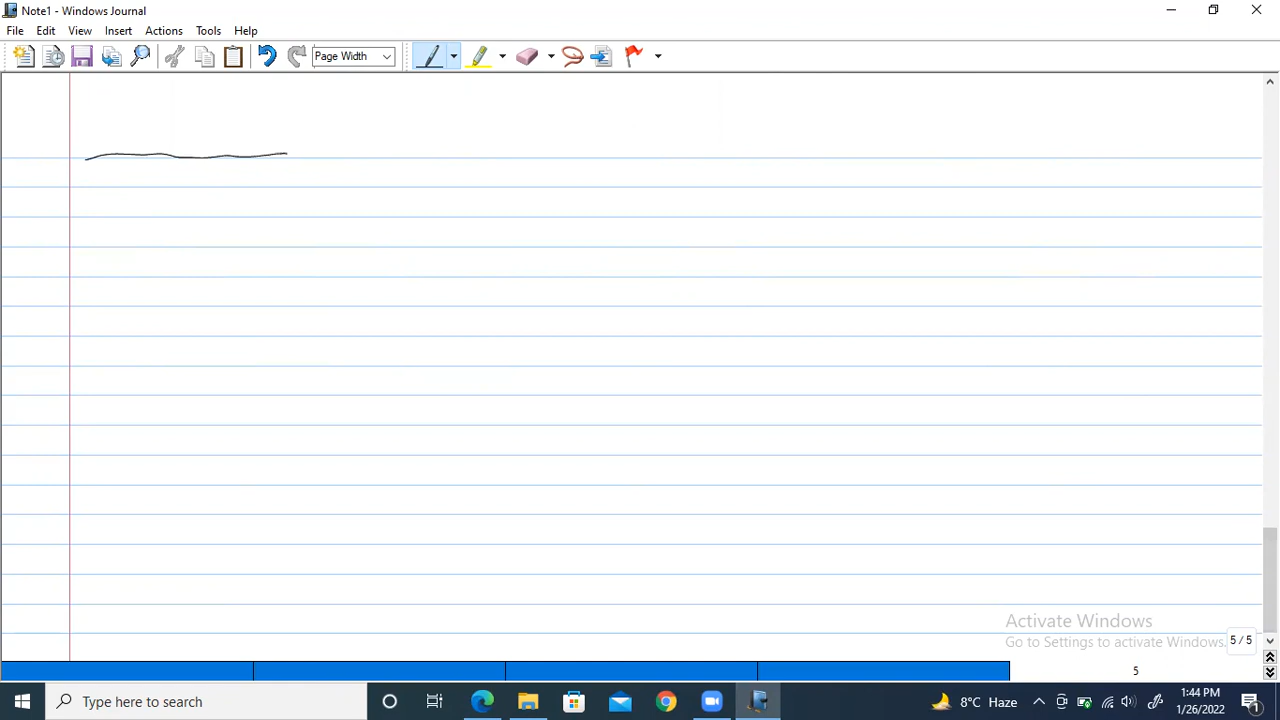 Note1 - Windows Journal
File Edit View Insert Actions Tools Help
Page Width
Activate Windows
Go to Settings to activate Windows.
5 / 5
5
Type here to search
8°C Haze
1:44 PM
1/26/2022
1